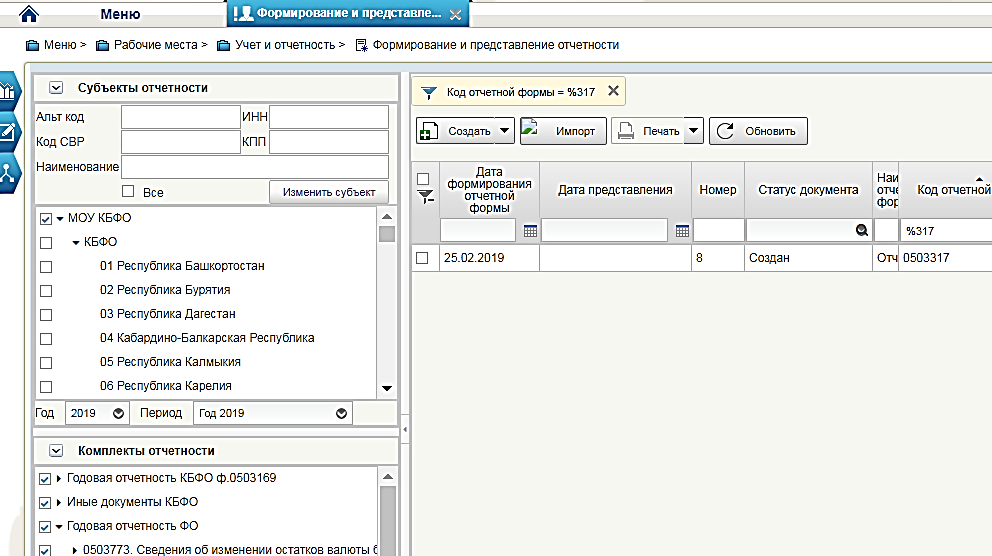 Меню
Формирование и представле...
Меню > Рабочие места > Учет и отчетность > Формирование и представление отчетности
Субъекты отчетности
Альт код
ИНН
Код СВР
КПП
Наименование
Все
Изменить субъект
МОУ КБФО
КБФО
01 Республика Башкортостан
02 Республика Бурятия
03 Республика Дагестан
04 Кабардино-Балкарская Республика
05 Республика Калмыкия
06 Республика Карелия
Год 2019 Период Год 2019
Комплекты отчетности
Годовая отчетность КБФО ф.0503169
Иные документы КБФО
Годовая отчетность ФО
0503773. Сведения об изменении остатков валюты б
Код отчетной формы = %317
Создать Импорт Печать Обновить
Дата
формирования
отчетной
формы
Дата представления
Номер
Статус документа
Наи
отче
фор
Код отчетной
%317
25.02.2019 8 Создан Отч 0503317